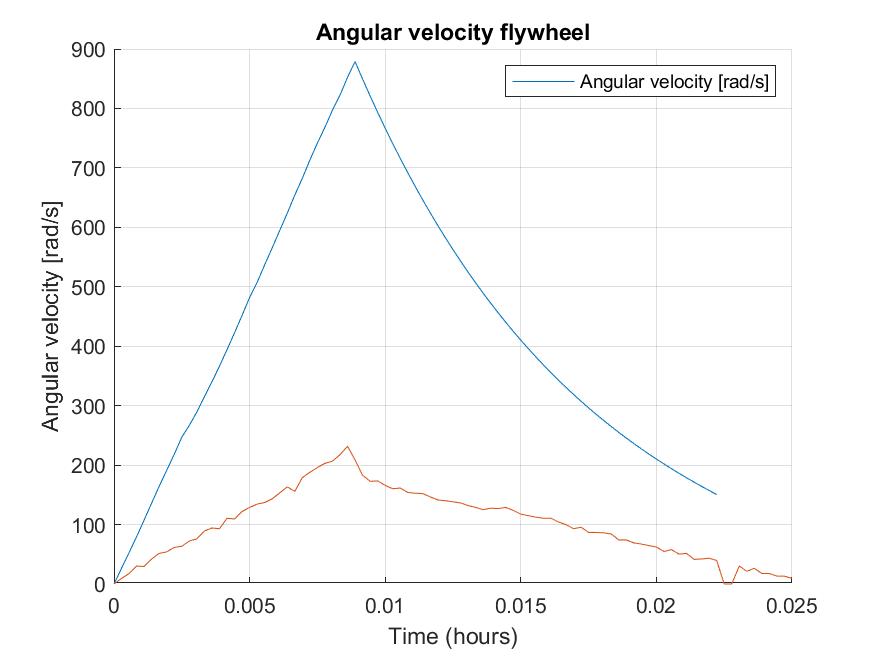 Angular velocity flywheel
Angular velocity [rad/s]
900
800
700
600
500
400
300
200
100
0
Angular velocity [rad/s]
0 0.005 0.01 0.015 0.02 0.025
Time (hours)